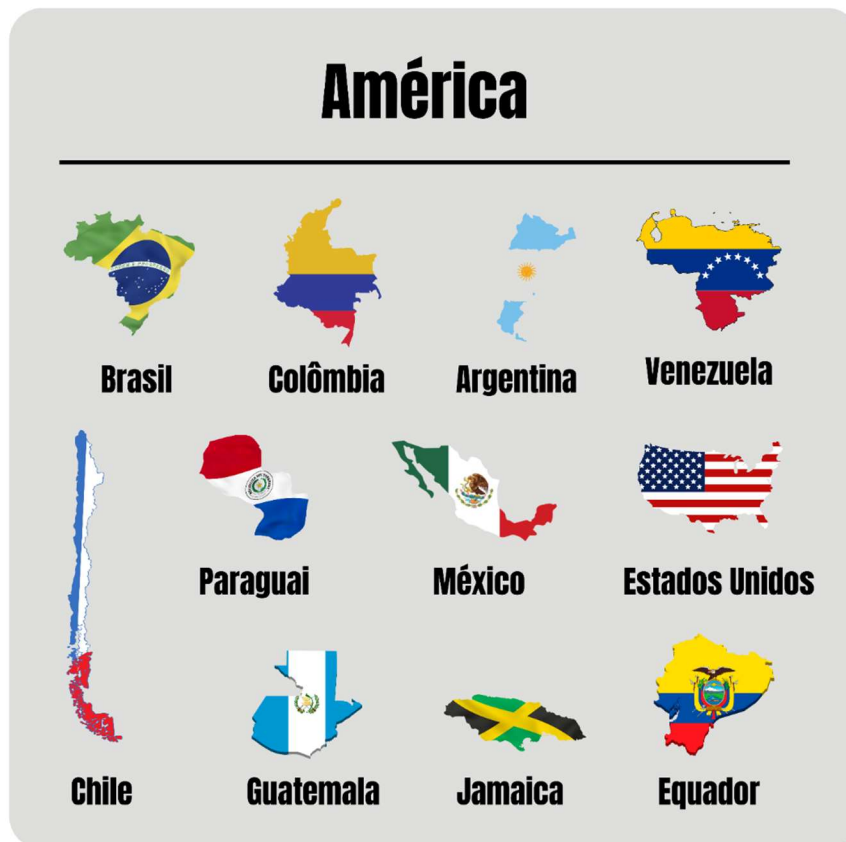 América
Brasil
Colômbia
Argentina
Venezuela
Paraguai
México
Estados Unidos
Chile
Guatemala
Jamaica
Equador